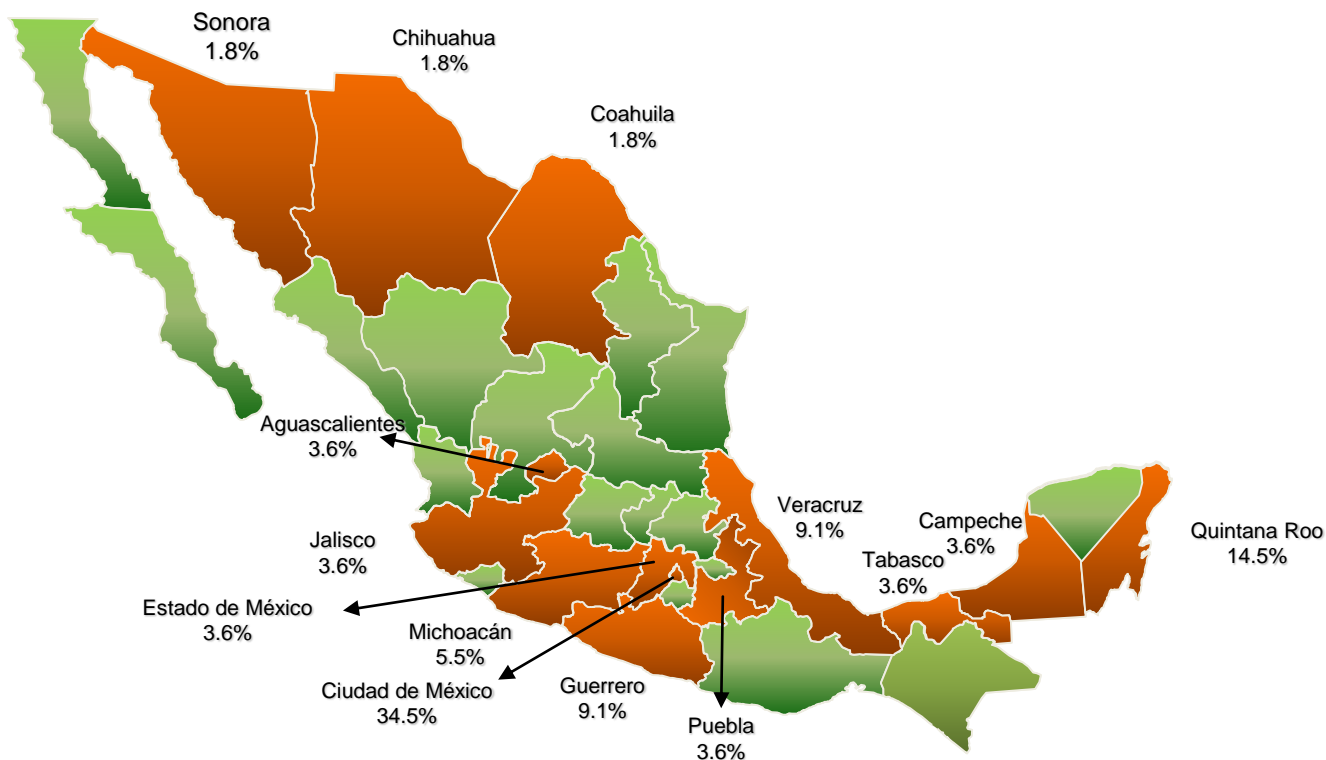 Sonora
1.8%
Chihuahua
1.8%
Coahuila
1.8%
Aguascalientes
3.6%
Veracruz
9.1%
Campeche
3.6%
Quintana Roo
14.5%
Jalisco
3.6%
Tabasco
3.6%
Estado de México
3.6%
Michoacán
5.5%
Ciudad de México
34.5%
Guerrero
9.1%
Puebla
3.6%